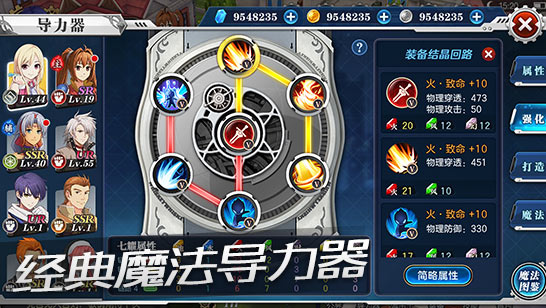 导力器
9548235
9548235
9548235
Lv.44
SR
Lv.19
SSR
Lv.40
UR
Lv.55
UR
Lv.1
SSR
Lv.1
V
V
V
V
V
V
V
?
装备结晶回路
火·致命 +10
物理穿透：473
物理攻击：50
20
12
12
火·致命 +10
物理穿透：451
21
10
火·致命 +10
物理防御：330
17
12
12
简略属性
属性
强化
打造
魔法
魔法图鉴
七耀属性
经典魔法导力器